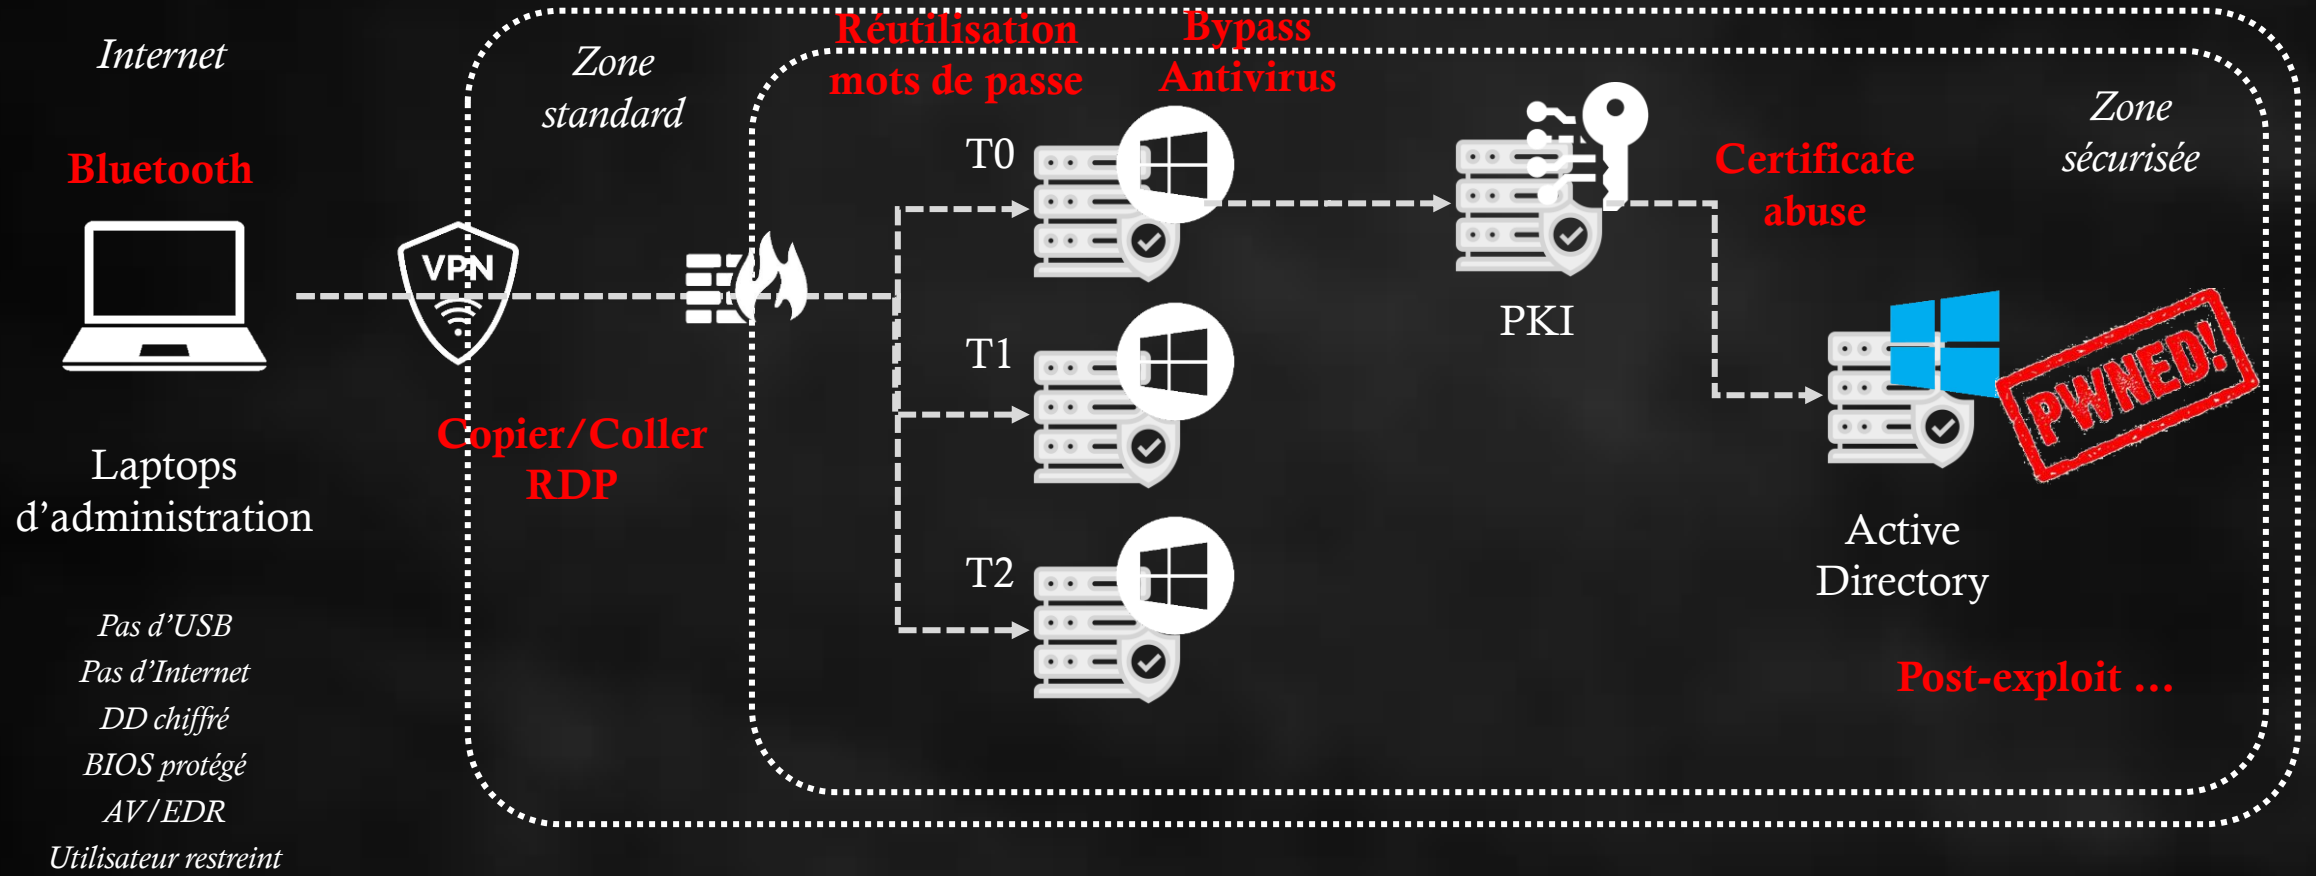 Internet
Bluetooth
Laptops
d’administration
Pas d’USB
Pas d’Internet
DD chiffré
BIOS protégé
AV/EDR
Utilisateur restreint
VPN
Zone
standard
Copier/Coller
RDP
Réutilisation
mots de passe
Bypass
Antivirus
T0
T1
T2
PKI
Certificate
abuse
Zone
sécurisée
PWNED!
Active
Directory
Post-exploit ...